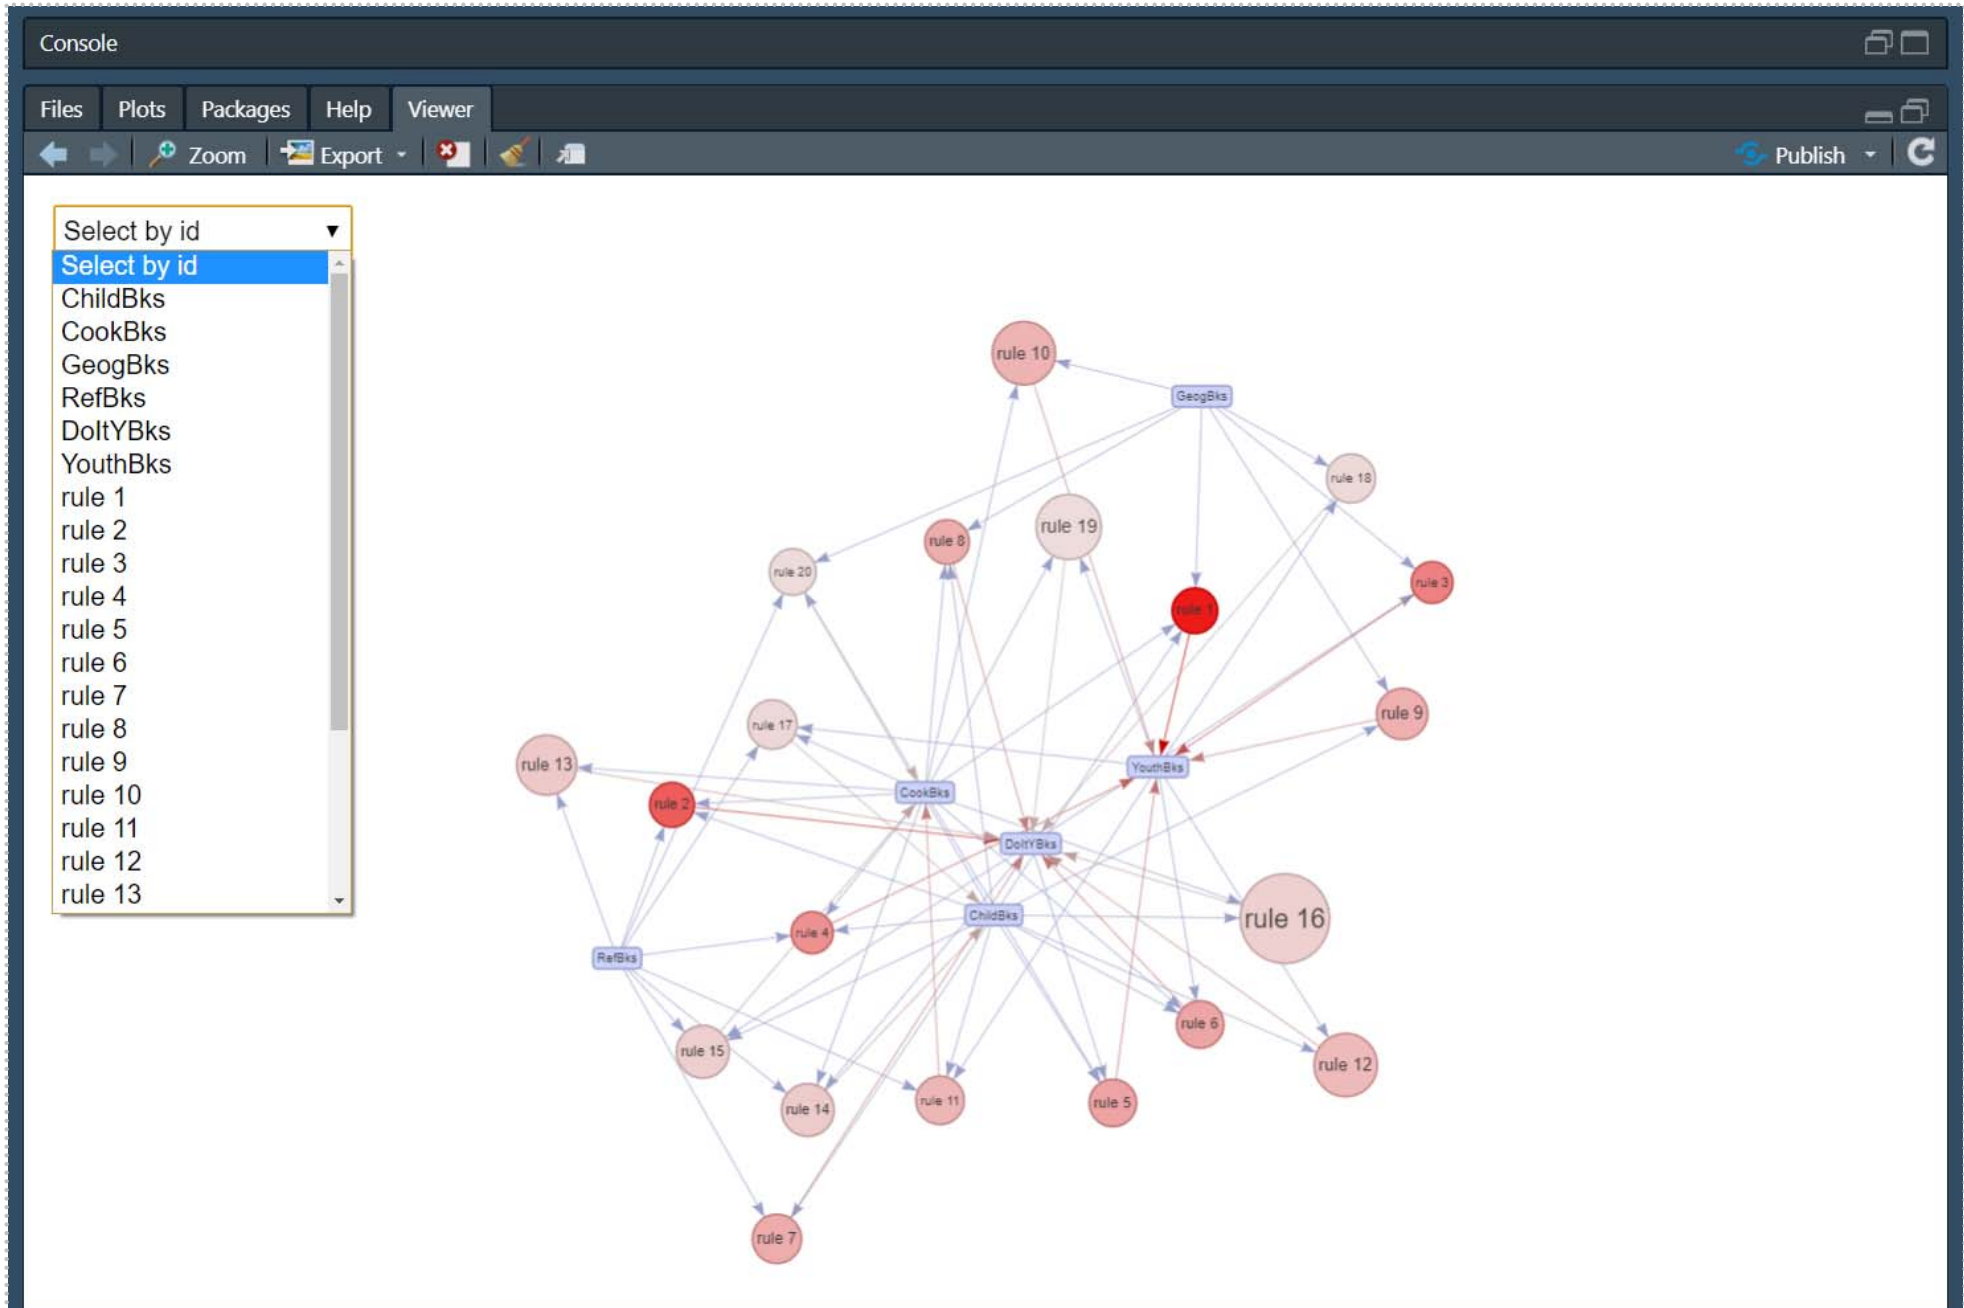 Console
Files Plots Packages Help Viewer
Zoom Export Publish
Select by id
Select by id
ChildBks
CookBks
GeogBks
RefBks
DoItYBks
YouthBks
rule 1
rule 2
rule 3
rule 4
rule 5
rule 6
rule 7
rule 8
rule 9
rule 10
rule 11
rule 12
rule 13
rule 10
GeogBks
rule 18
rule 19
rule 8
rule 20
rule 3
rule 1
rule 9
rule 17
rule 13
YouthBks
CookBks
rule 2
DoItYBks
ChildBks
rule 16
rule 4
RefBks
rule 6
rule 15
rule 12
rule 11
rule 5
rule 14
rule 7